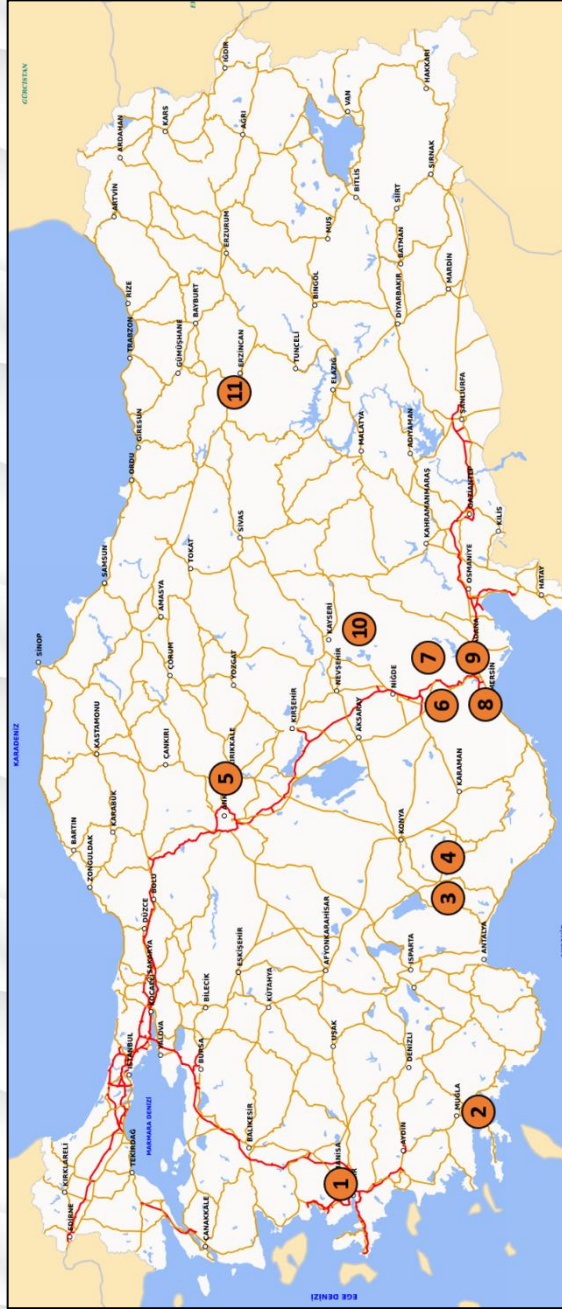 GÜRCİSTAN
KARADENİZ
SİNOP
KIRKLARELİ
EDİRNE
BARTIN
ZONGULDAK
KASTAMONU
SAMSUN
KARABÜK
ARTVİN
ARDAHAN
TEKİRDAĞ
İSTANBUL
ORDU
TRABZON
RİZE
GİRESUN
DÜZCE
BOLU
KOCAELİ
SAKARYA
ÇANKIRI
ÇORUM
AMASYA
KARS
MARMARA DENİZİ
YALOVA
GÜMÜŞHANE
TOKAT
BAYBURT
ÇANAKKALE
BURSA
BİLECİK
5
YOZGAT
SİVAS
11
ERZİNCAN
ERZURUM
AĞRI
IĞDIR
BALIKESİR
ESKİŞEHİR
KÜTAHYA
KIRŞEHİR
TUNCELİ
EGE DENİZİ
1
UŞAK
AFYONKARAHİSAR
NEVŞEHİR
KAYSERİ
10
ELAZIĞ
BİNGÖL
MUŞ
BİTLİS
VAN
MALATYA
AKSARAY
AYDIN
DENİZLİ
ISPARTA
KONYA
NİĞDE
ADIYAMAN
DİYARBAKIR
BATMAN
SİİRT
3
4
6
7
KAHRAMANMARAŞ
ŞIRNAK
HAKKARİ
MUĞLA
2
KARAMAN
MARDİN
ANTALYA
8
9
OSMANİYE
GAZİANTEP
ŞANLIURFA
MERSİN
KİLİS
HATAY